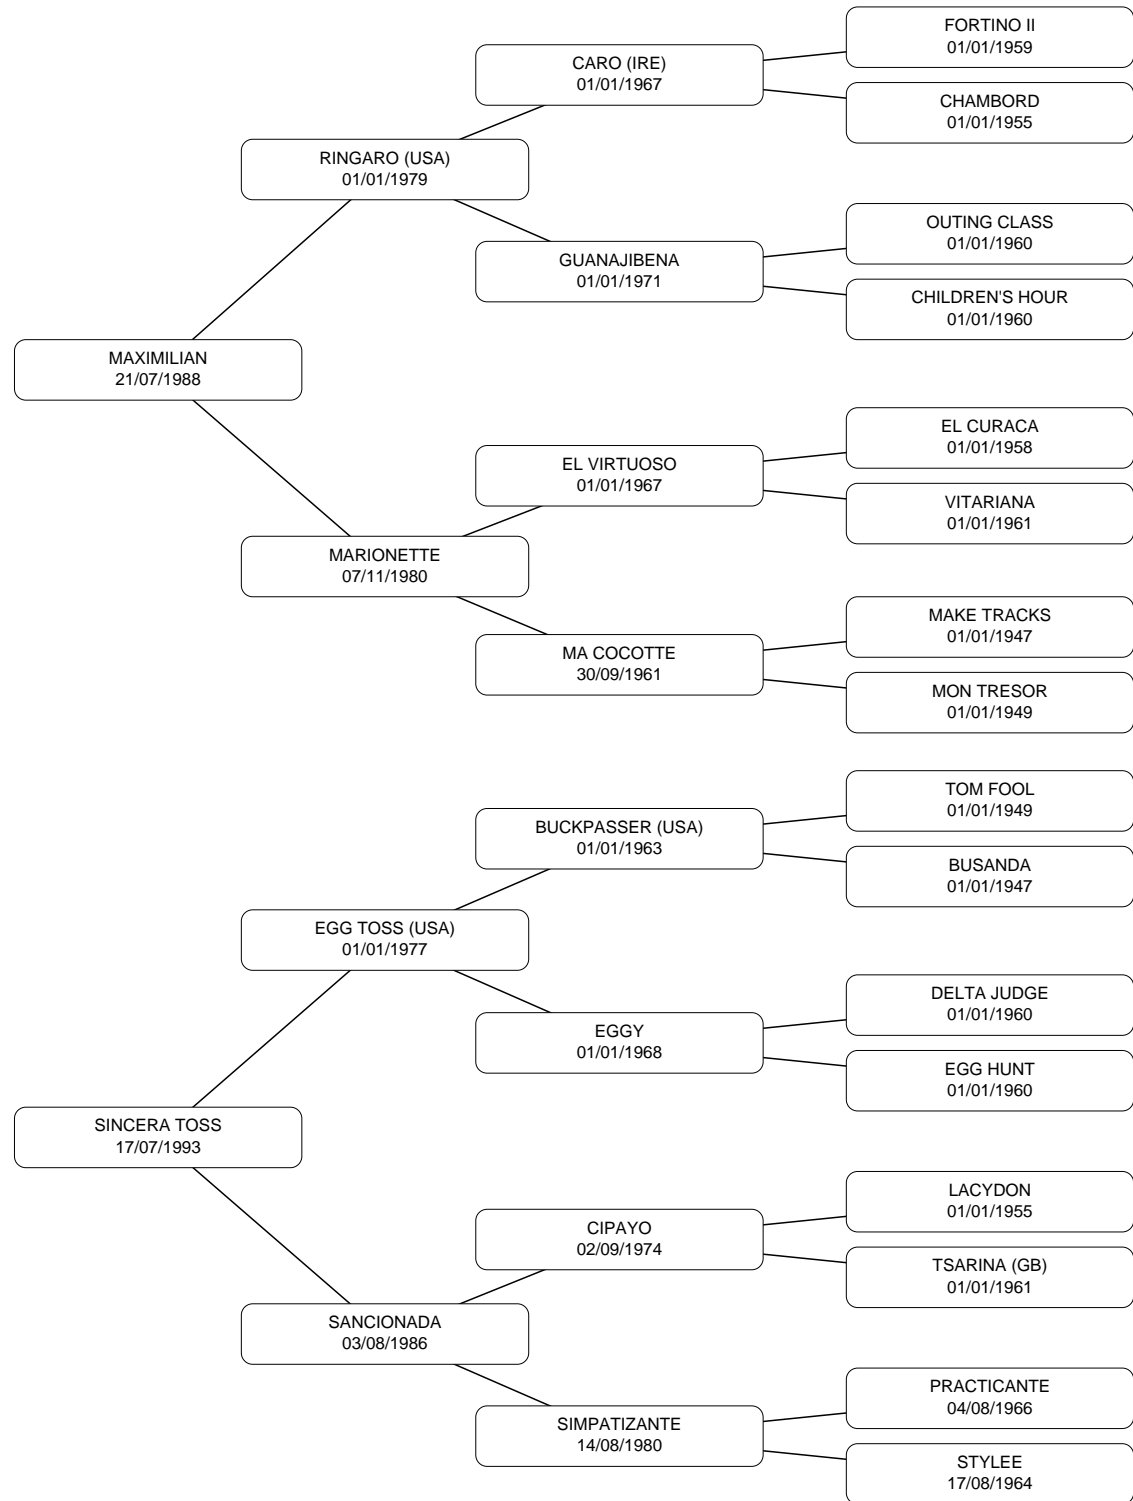 FORTINO II
01/01/1959
CARO (IRE)
01/01/1967
CHAMBORD
01/01/1955
RINGARO (USA)
01/01/1979
OUTING CLASS
01/01/1960
GUANAJIBENA
01/01/1971
CHILDREN'S HOUR
01/01/1960
MAXIMILIAN
21/07/1988
EL CURACA
01/01/1958
EL VIRTUOSO
01/01/1967
VITARIANA
01/01/1961
MARIONETTE
07/11/1980
MAKE TRACKS
01/01/1947
MA COCOTTE
30/09/1961
MON TRESOR
01/01/1949
TOM FOOL
01/01/1949
BUCKPASSER (USA)
01/01/1963
BUSANDA
01/01/1947
EGG TOSS (USA)
01/01/1977
DELTA JUDGE
01/01/1960
EGGY
01/01/1968
EGG HUNT
01/01/1960
SINCERA TOSS
17/07/1993
LACYDON
01/01/1955
CIPAYO
02/09/1974
TSARINA (GB)
01/01/1961
SANCIONADA
03/08/1986
PRACTICANTE
04/08/1966
SIMPATIZANTE
14/08/1980
STYLEE
17/08/1964